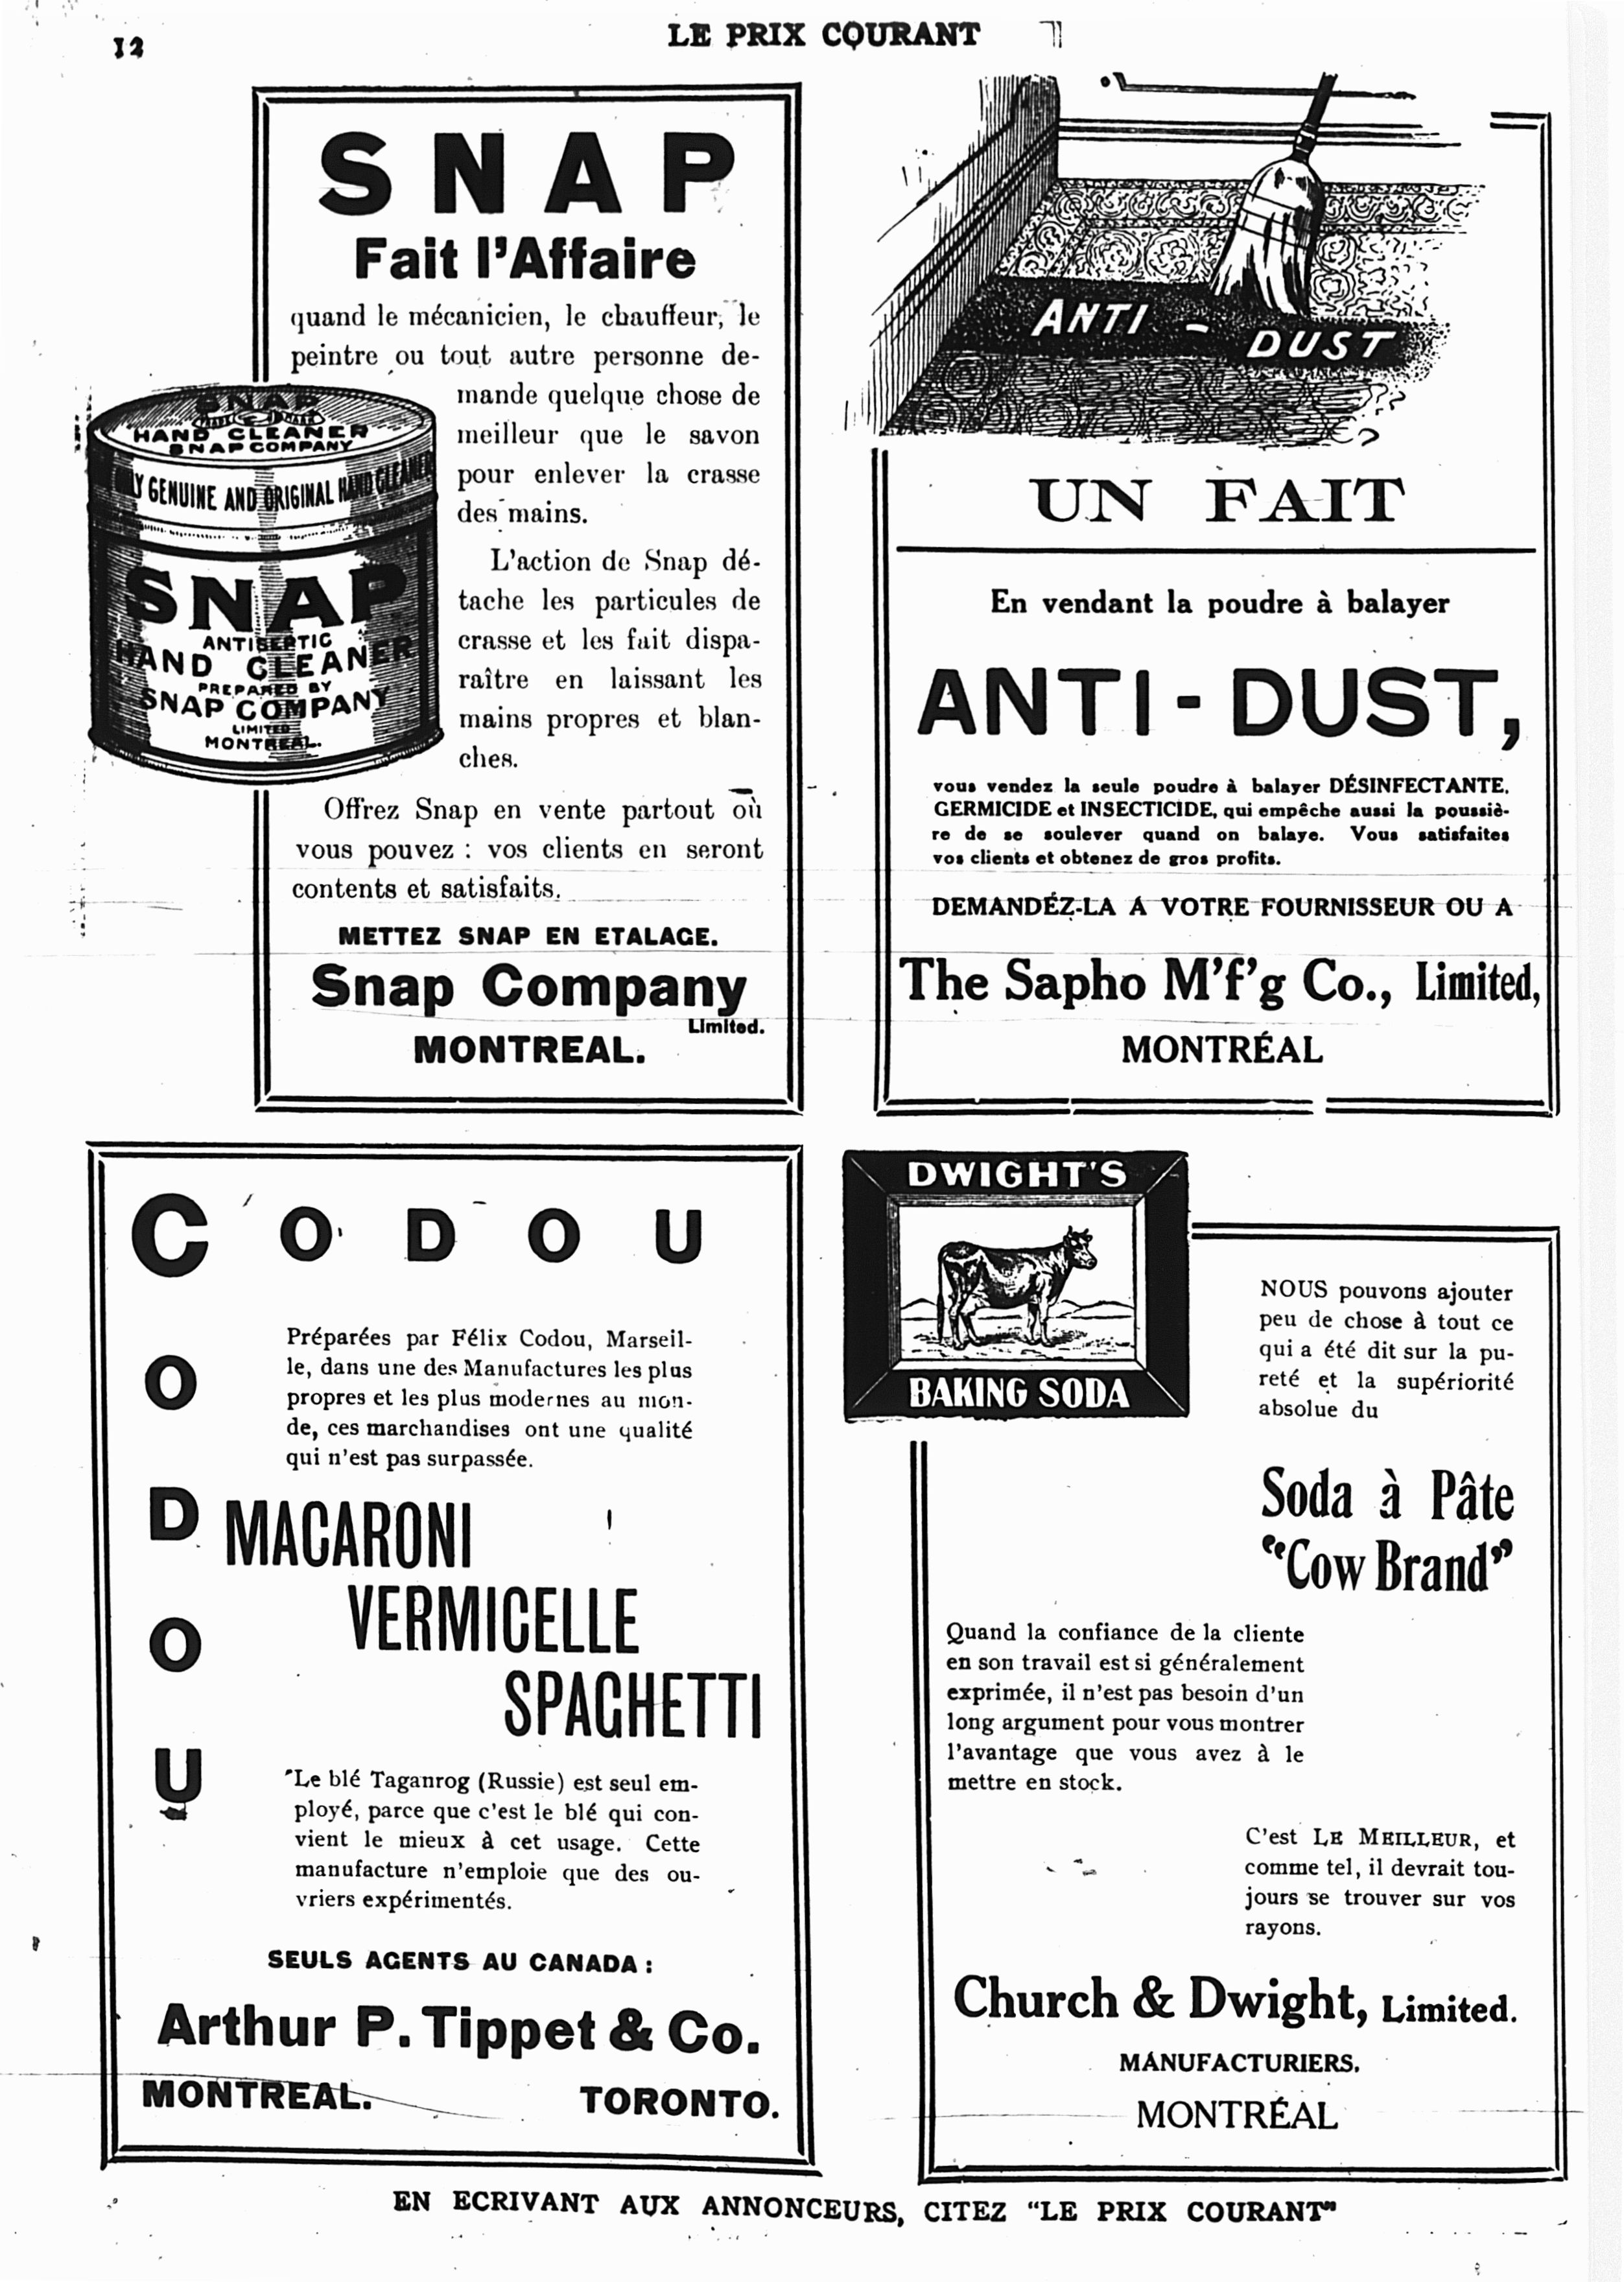 12
LE PRIX COURANT
SNAP
Fait l'Affaire
quand le mécanicien, le chauffeur, le
peintre ou tout autre personne de-
mande quelque chose de
meilleur que le savon
pour enlever la crasse
des mains.
L'action de Snap dé-
tache les particules de
crasse et les fait dispa-
raître en laissant les
mains propres et blan-
ches.
Offrez Snap en vente partout où
vous pouvez : vos clients en seront
contents et satisfaits.
METTEZ SNAP EN ETALAGE.
Snap Company
Limited.
MONTREAL.
SNAP
TRADE MARK
HAND CLEANER
SNAP COMPANY
GENUINE AND ORIGINAL HAND CLEANER
SNAP
ANTISEPTIC
HAND CLEANER
PREPARED BY
SNAP COMPANY
LIMITED
MONTREAL.
ANTI - DUST
UN FAIT
En vendant la poudre à balayer
ANTI-DUST,
vous vendez la seule poudre à balayer DÉSINFECTANTE,
GERMICIDE et INSECTICIDE, qui empêche aussi la poussiè-
re de se soulever quand on balaye. Vous satisfaites
vos clients et obtenez de gros profits.
DEMANDÉZ-LA A VOTRE FOURNISSEUR OU A
The Sapho M'f'g Co., Limited,
MONTRÉAL
CODOU
O
D
O
U
Préparées par Félix Codou, Marseil-
le, dans une des Manufactures les plus
propres et les plus modernes au mon-
de, ces marchandises ont une qualité
qui n'est pas surpassée.
MACARONI
VERMICELLE
SPAGHETTI
Le blé Taganrog (Russie) est seul em-
ployé, parce que c'est le blé qui con-
vient le mieux à cet usage. Cette
manufacture n'emploie que des ou-
vriers expérimentés.
SEULS AGENTS AU CANADA :
Arthur P. Tippet & Co.
MONTREAL. TORONTO.
DWIGHT'S
BAKING SODA
NOUS pouvons ajouter
peu de chose à tout ce
qui a été dit sur la pu-
reté et la supériorité
absolue du
Soda à Pâte
"Cow Brand"
Quand la confiance de la cliente
en son travail est si généralement
exprimée, il n'est pas besoin d'un
long argument pour vous montrer
l'avantage que vous avez à le
mettre en stock.
C'est LE MEILLEUR, et
comme tel, il devrait tou-
jours se trouver sur vos
rayons.
Church & Dwight, Limited.
MANUFACTURIERS.
MONTRÉAL
EN ECRIVANT AUX ANNONCEURS, CITEZ "LE PRIX COURANT"